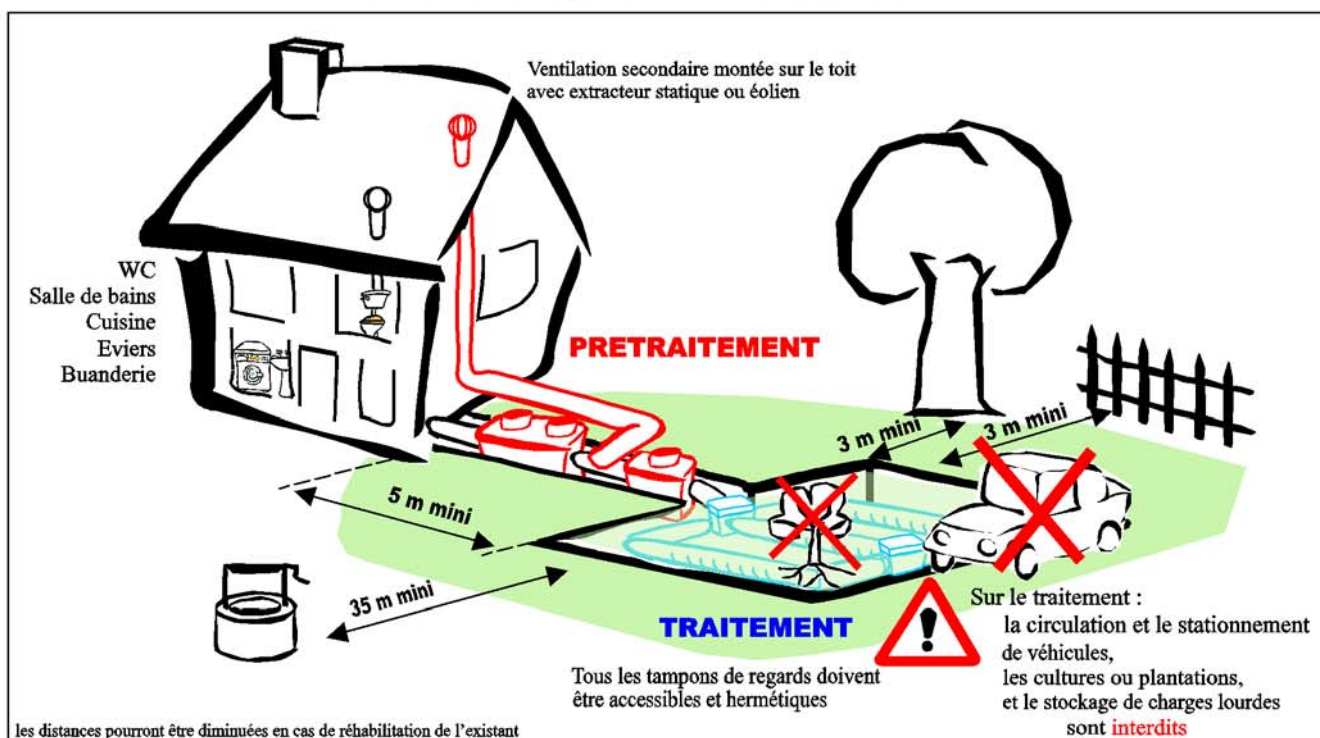 Ventilation secondaire montée sur le toit
avec extracteur statique ou éolien
WC
Salle de bains
Cuisine
Eviers
Buanderie
PRETRAITEMENT
3 m mini
3 m mini
5 m mini
35 m mini
TRAITEMENT
Tous les tampons de regards doivent
être accessibles et hermétiques
Sur le traitement :
la circulation et le stationnement
de véhicules,
les cultures ou plantations,
et le stockage de charges lourdes
sont interdits
les distances pourront être diminuées en cas de réhabilitation de l'existant